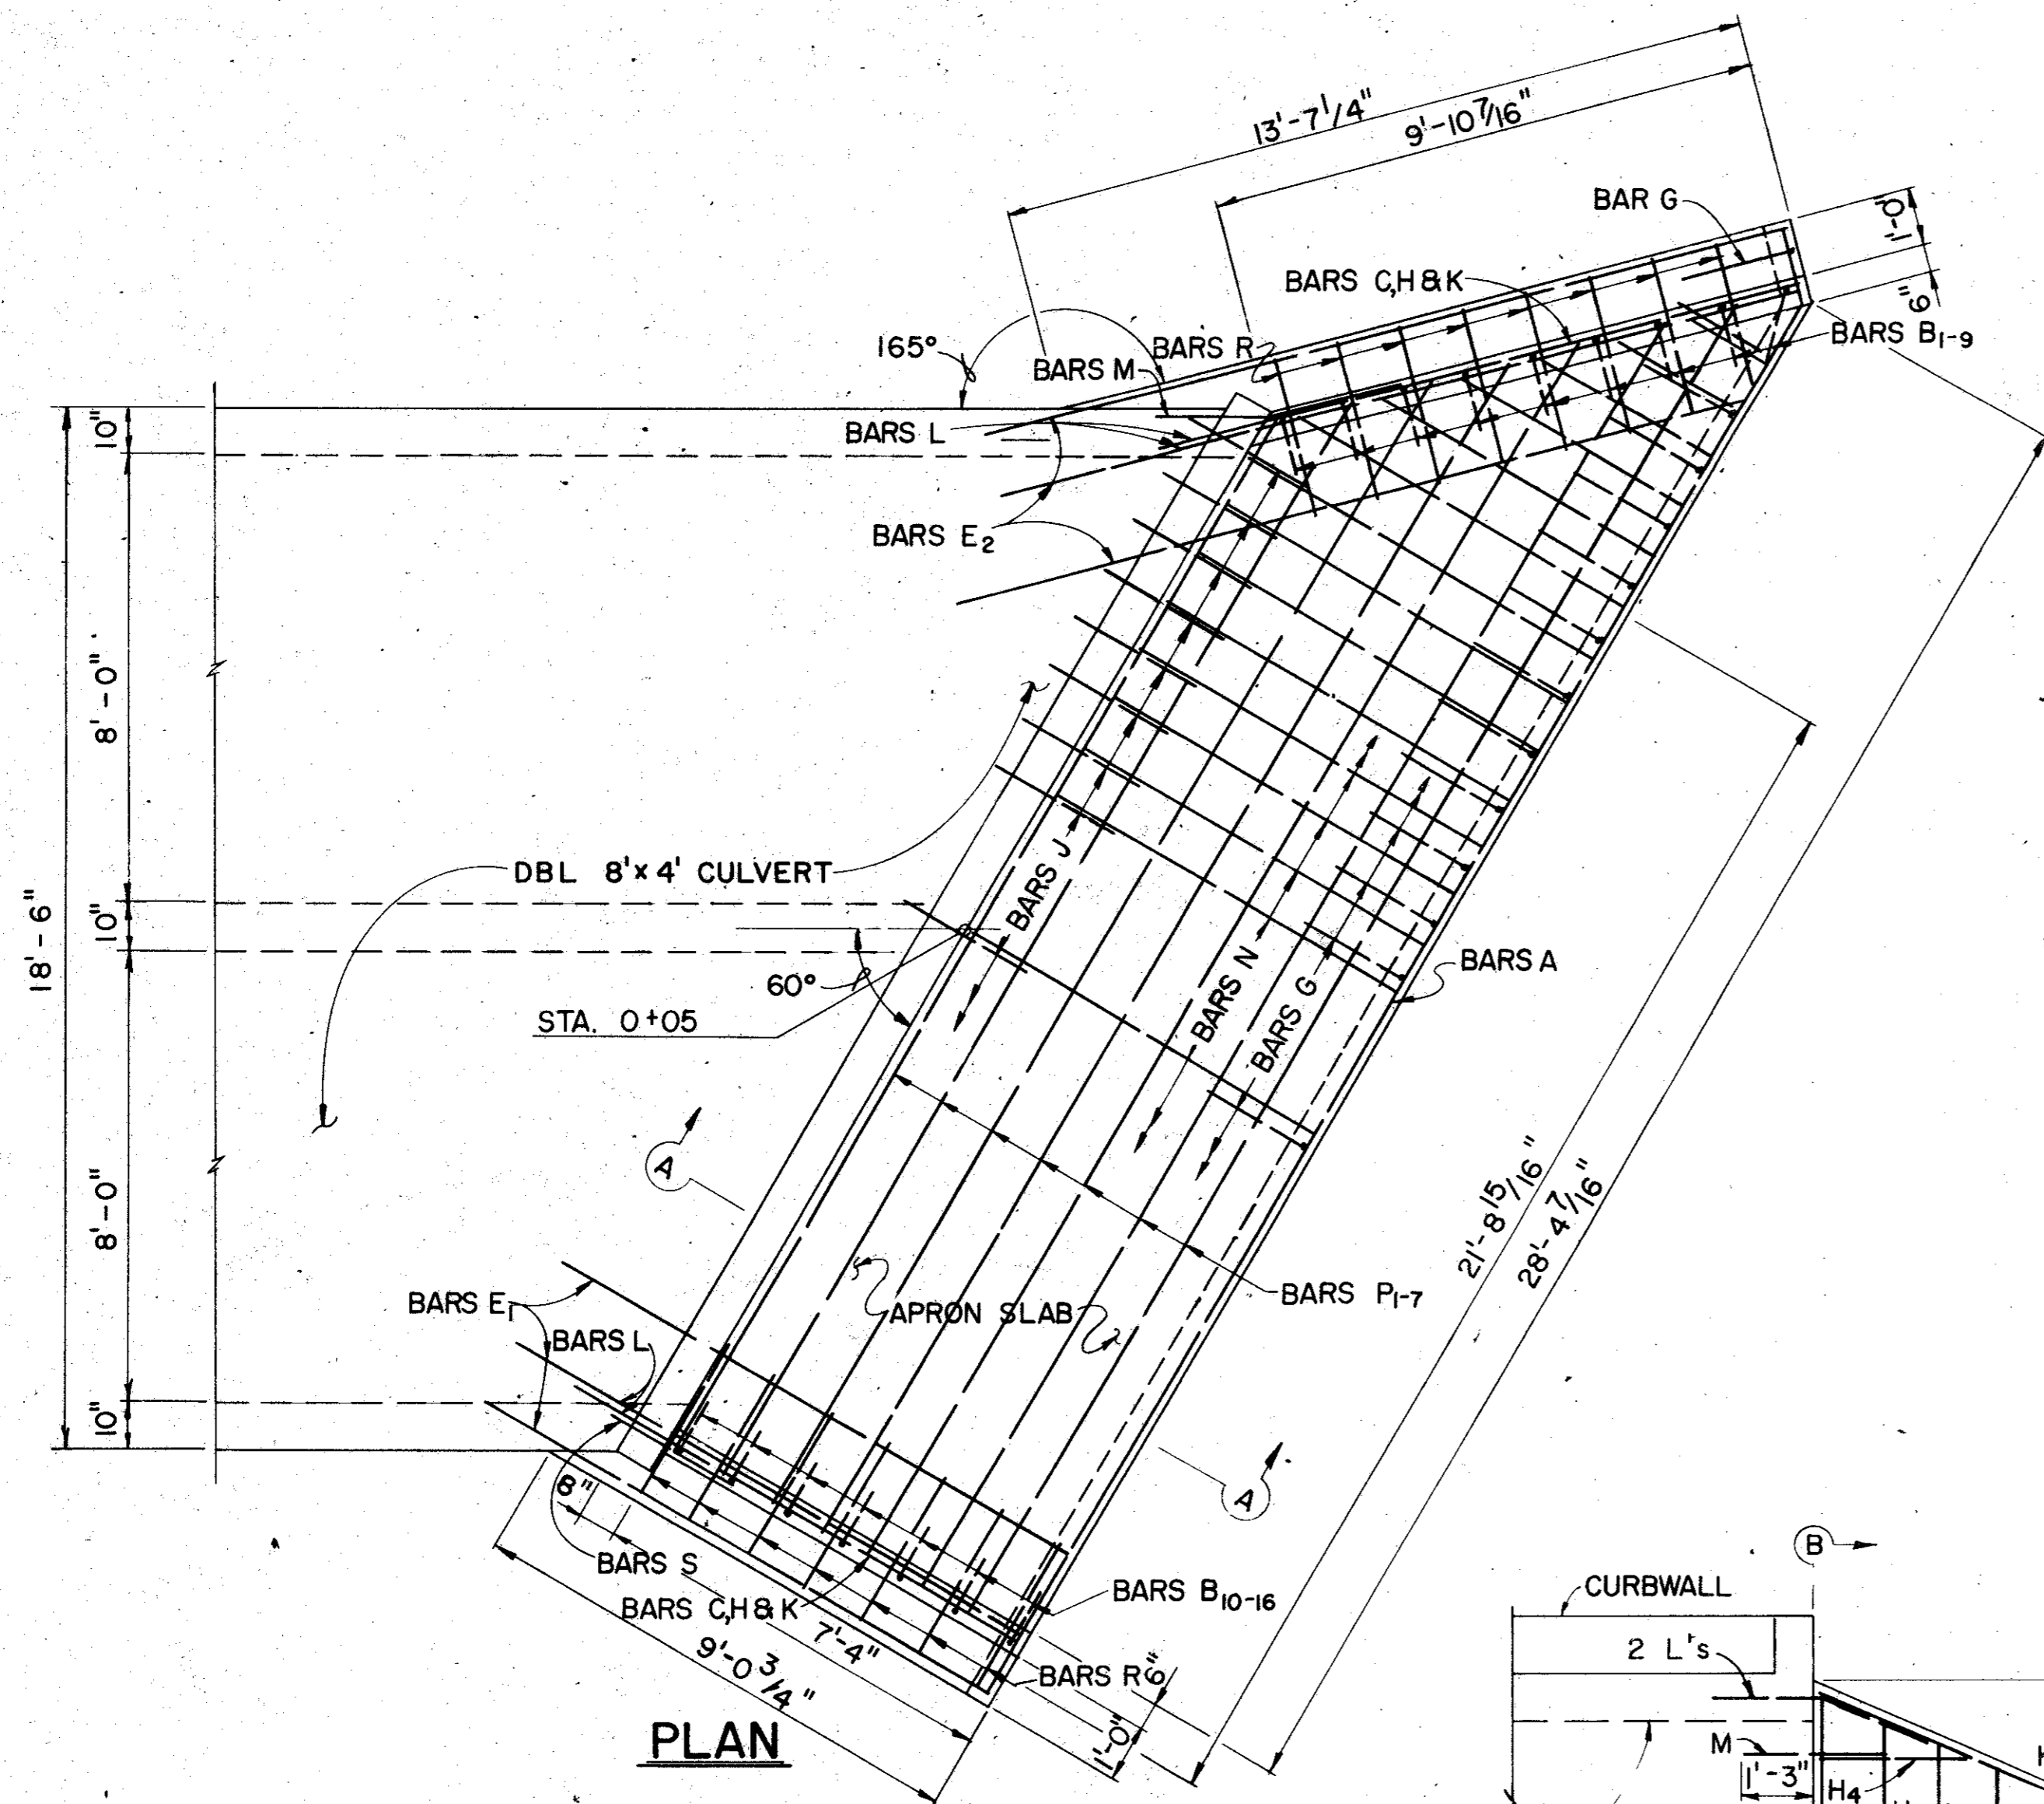 13'-7 1/4"
9'-10 7/16"
BAR G
1'-0"
6"
BARS C,H & K
BARS B1-9
165°
BARS R
BARS M
BARS L
BARS E2
10"
8'-0"
DBL 8'x4' CULVERT
10"
18'-6"
BARS J
60°
STA. 0+05
BARS N
BARS G
BARS A
A
8'-0"
21'-8 15/16"
28'-4 7/16"
BARS E1
BARS L
APRON SLAB
BARS P1-7
10"
8"
A
BARS S
BARS C,H & K
BARS B10-16
7'-4"
9'-0 3/4"
BARS R
6"
1'-0"
PLAN
B
CURBWALL
2 L's
M
1'-3"
H4